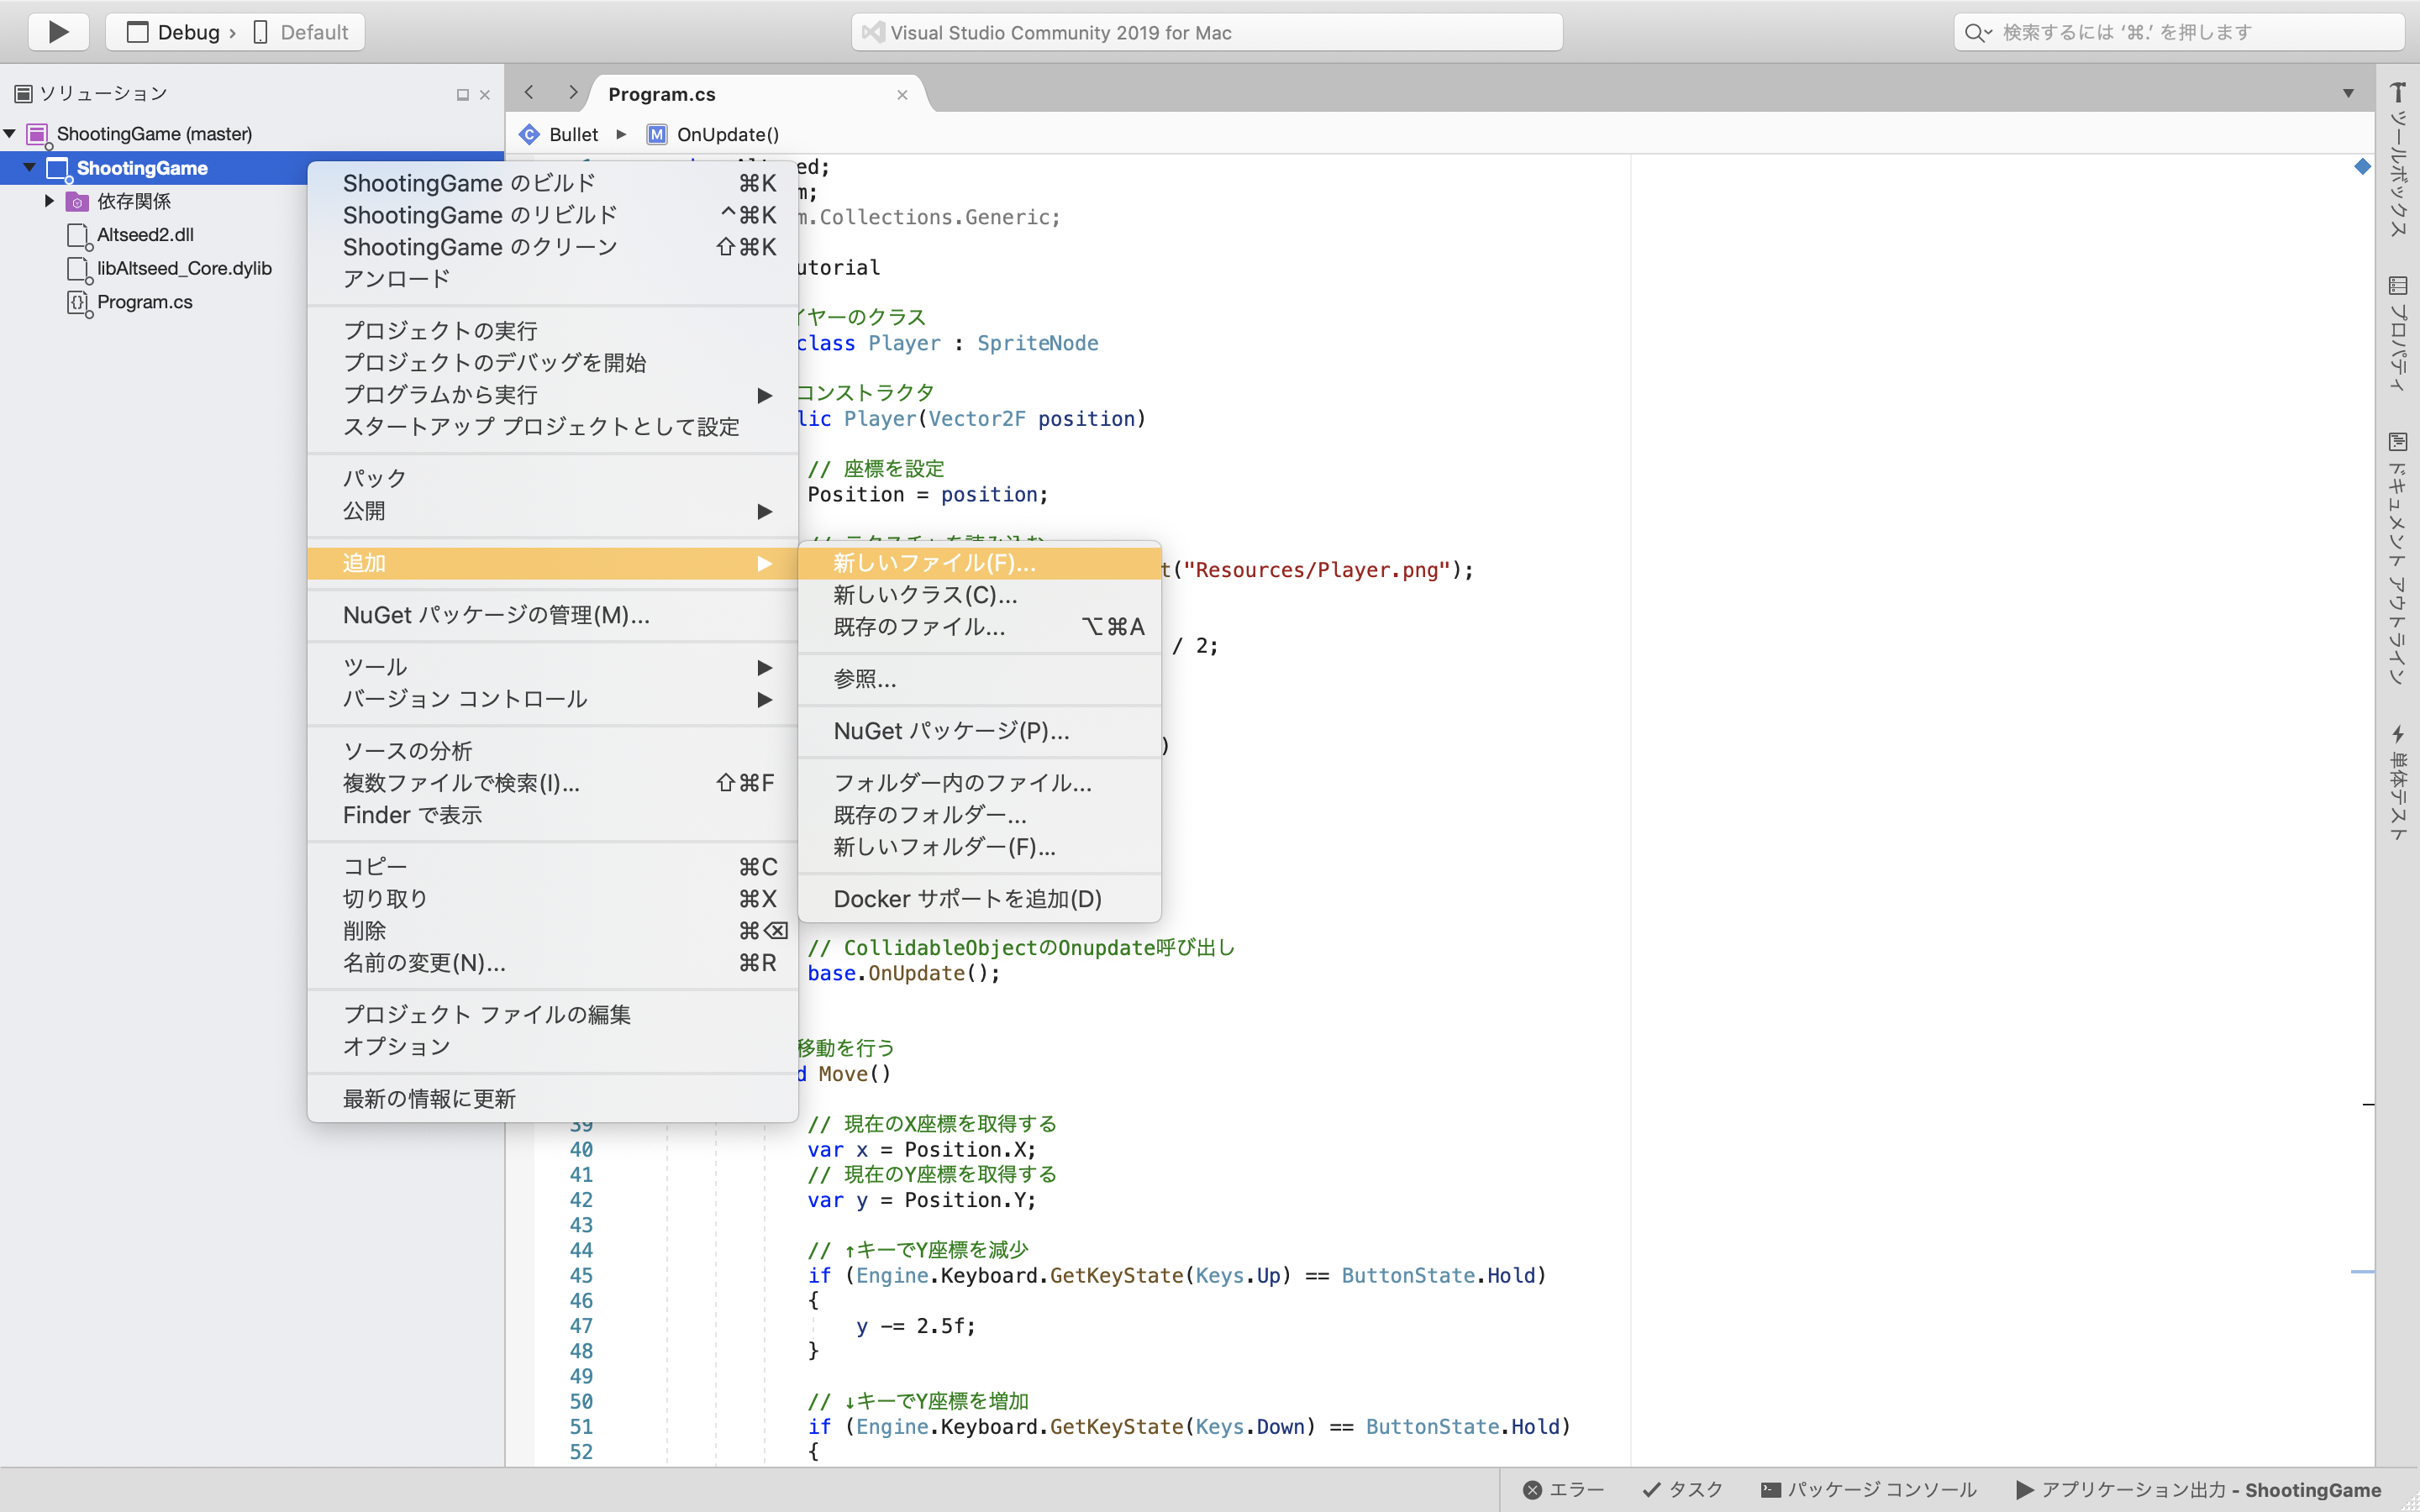 Debug › Default
Visual Studio Community 2019 for Mac
検索するには ‘⌘.’ を押します
ソリューション
ShootingGame (master)
ShootingGame
依存関係
Altseed2.dll
libAltseed_Core.dylib
Program.cs
ShootingGame のビルド ⌘K
ShootingGame のリビルド ^⌘K
ShootingGame のクリーン ⇧⌘K
アンロード
プロジェクトの実行
プロジェクトのデバッグを開始
プログラムから実行
スタートアップ プロジェクトとして設定
パック
公開
追加
NuGet パッケージの管理(M)...
ツール
バージョン コントロール
ソースの分析
複数ファイルで検索(I)... ⇧⌘F
Finder で表示
コピー ⌘C
切り取り ⌘X
削除 ⌘⌫
名前の変更(N)... ⌘R
プロジェクト ファイルの編集
オプション
最新の情報に更新
新しいファイル(F)...
新しいクラス(C)...
既存のファイル... ⌥⌘A
参照...
NuGet パッケージ(P)...
フォルダー内のファイル...
既存のフォルダー...
新しいフォルダー(F)...
Docker サポートを追加(D)
Program.cs
Bullet ▶ M OnUpdate()
ed;
m;
m.Collections.Generic;
utorial
イヤーのクラス
class Player : SpriteNode
コンストラクタ
lic Player(Vector2F position)
// 座標を設定
Position = position;
t("Resources/Player.png");
/ 2;
)
// CollidableObjectのOnupdate呼び出し
base.OnUpdate();
移動を行う
d Move()
39 // 現在のX座標を取得する
40 var x = Position.X;
41 // 現在のY座標を取得する
42 var y = Position.Y;
43
44 // ↑キーでY座標を減少
45 if (Engine.Keyboard.GetKeyState(Keys.Up) == ButtonState.Hold)
46 {
47 y -= 2.5f;
48 }
49
50 // ↓キーでY座標を増加
51 if (Engine.Keyboard.GetKeyState(Keys.Down) == ButtonState.Hold)
52 {
ツールボックス
プロパティ
ドキュメント アウトライン
単体テスト
エラー
タスク
パッケージ コンソール
アプリケーション出力 - ShootingGame